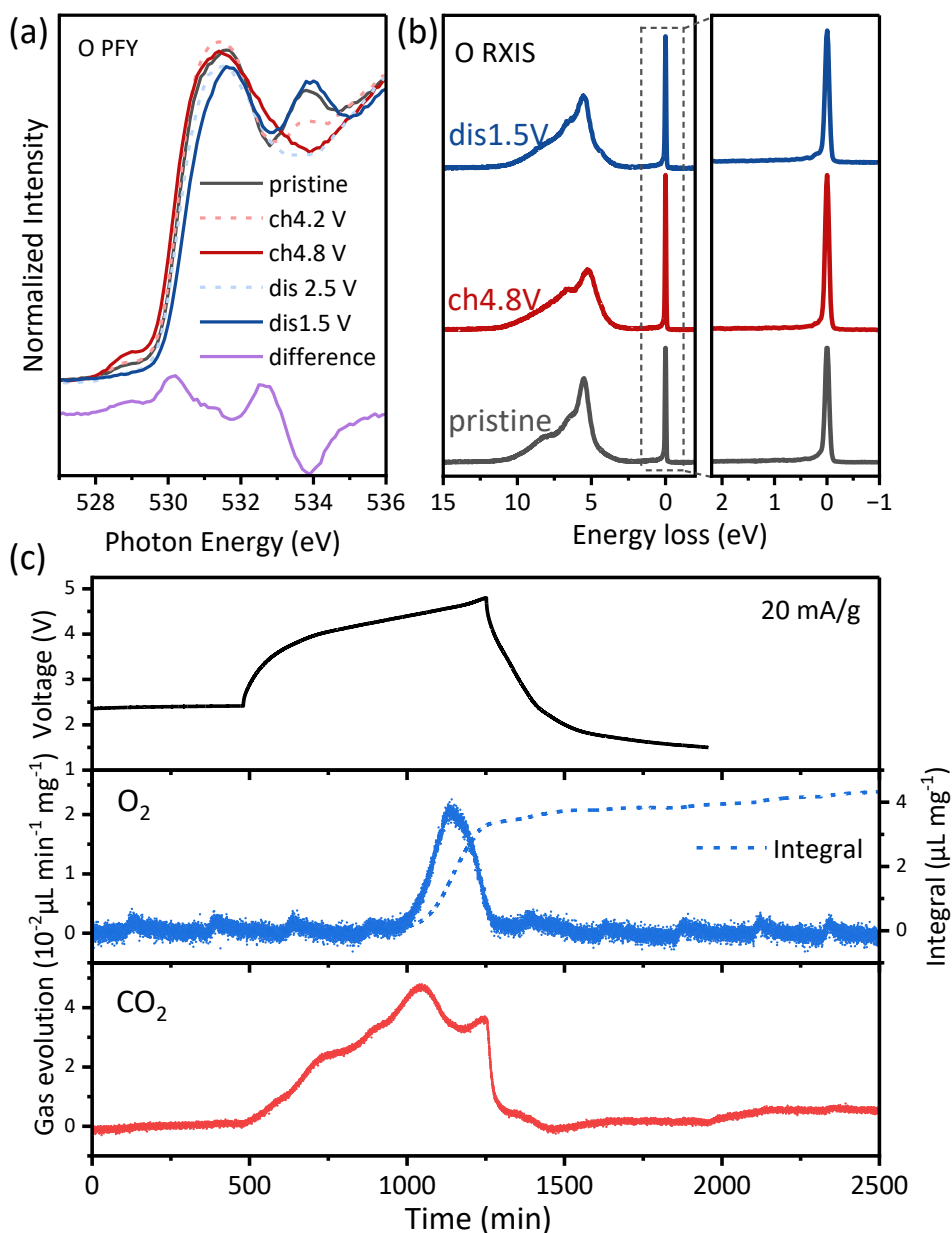 (a)
O PFY
Normalized Intensity
pristine
ch4.2 V
ch4.8 V
dis 2.5 V
dis1.5 V
difference
528 530 532 534 536
Photon Energy (eV)
(b)
O RXIS
dis1.5V
ch4.8V
pristine
15 10 5 0
2 1 0 −1
Energy loss (eV)
(c)
20 mA/g
Voltage (V)
5
4
3
2
1
O₂
Integral
2
1
0
4
2
0
Gas evolution (10⁻² µL min⁻¹ mg⁻¹)
Integral (µL mg⁻¹)
CO₂
4
2
0
0 500 1000 1500 2000 2500
Time (min)